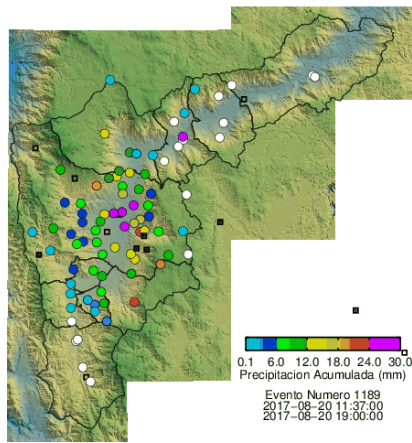 0.1 6.0 12.0 18.0 24.0 30.0
Precipitacion Acumulada (mm)
Evento Numero 1189
2017-08-20 11:37:00
2017-08-20 19:00:00